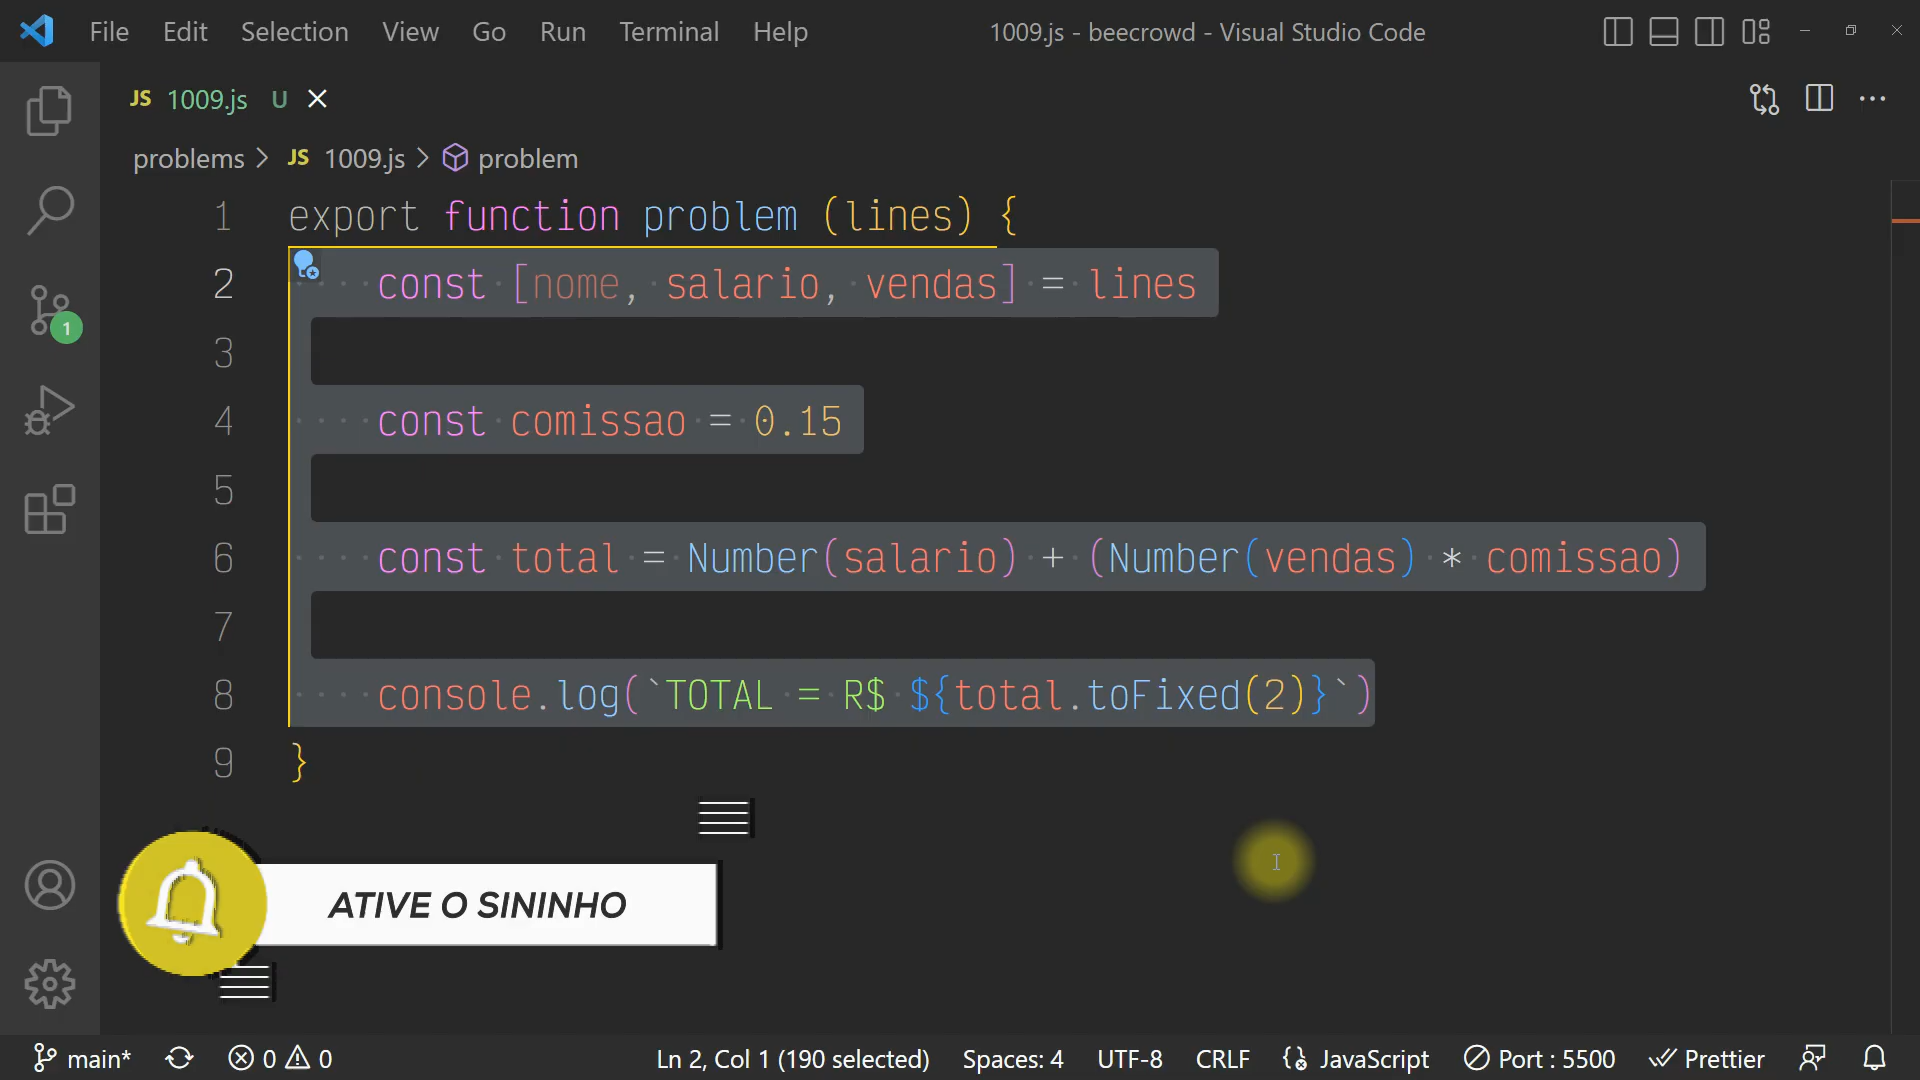 File Edit Selection View Go Run Terminal Help 1009.js - beecrowd - Visual Studio Code
JS 1009.js U
problems > JS 1009.js > problem
1 export function problem (lines) {
2 const [nome, salario, vendas] = lines
3
4 const comissao = 0.15
5
6 const total = Number(salario) + (Number(vendas) * comissao)
7
8 console.log(`TOTAL = R$ ${total.toFixed(2)}`)
9 }
1
ATIVE O SININHO
main* 0 0 Ln 2, Col 1 (190 selected) Spaces: 4 UTF-8 CRLF JavaScript Port : 5500 Prettier